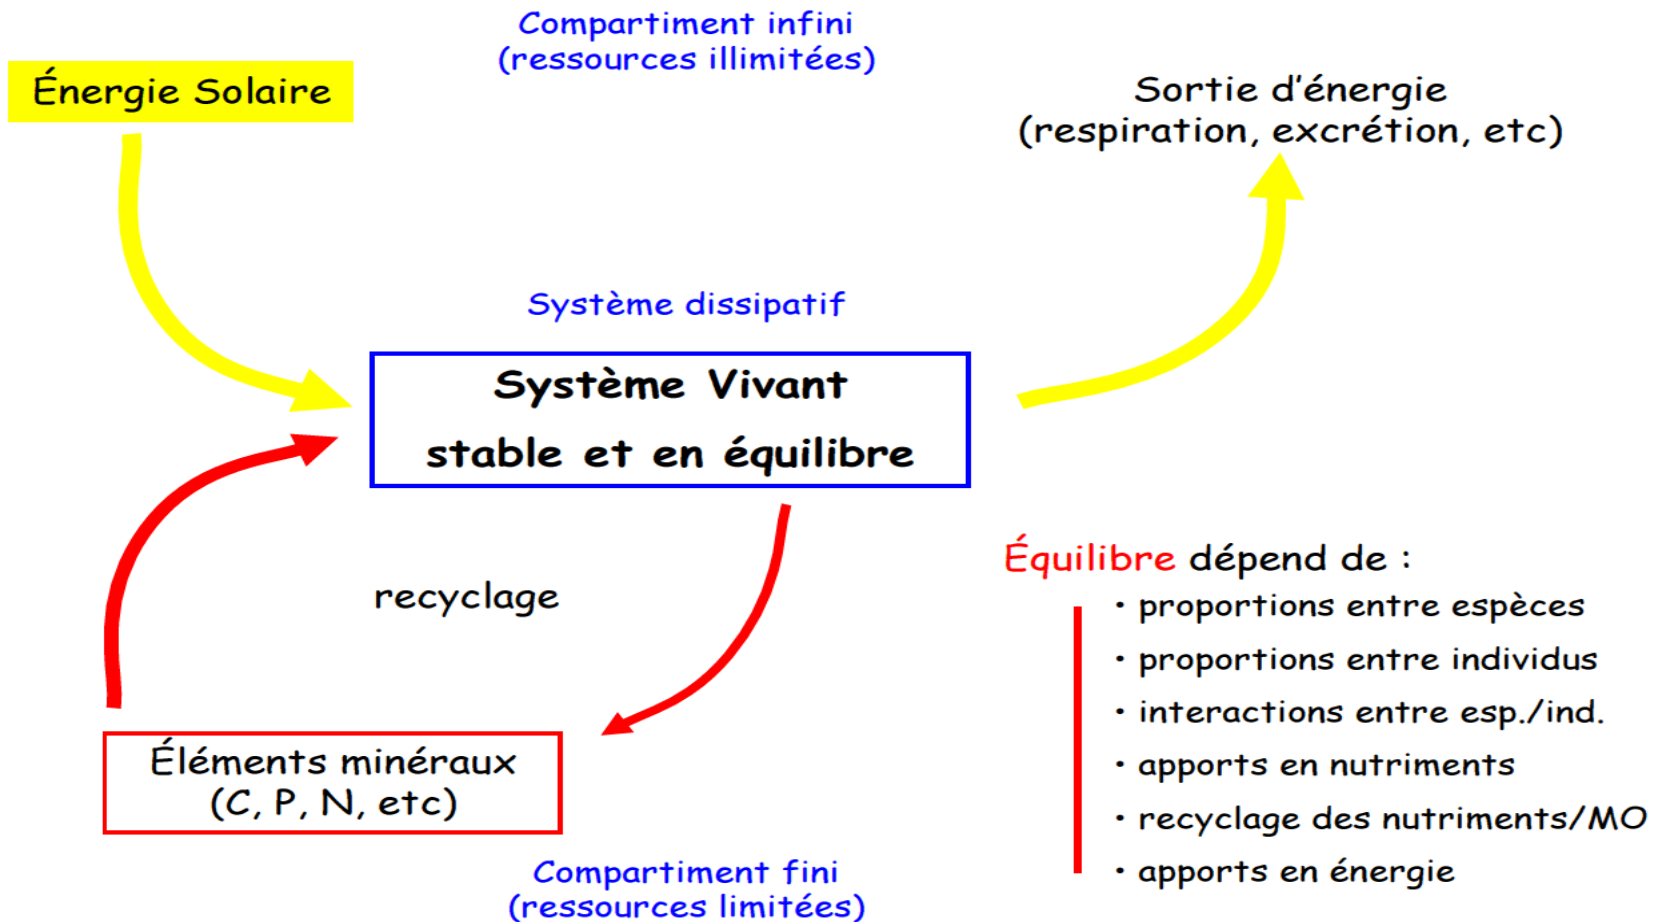 Compartiment infini
(ressources illimitées)
Énergie Solaire
Sortie d'énergie
(respiration, excrétion, etc)
Système dissipatif
Système Vivant
stable et en équilibre
recyclage
Éléments minéraux
(C, P, N, etc)
Équilibre dépend de :
· proportions entre espèces
· proportions entre individus
· interactions entre esp./ind.
· apports en nutriments
· recyclage des nutriments/MO
· apports en énergie
Compartiment fini
(ressources limitées)